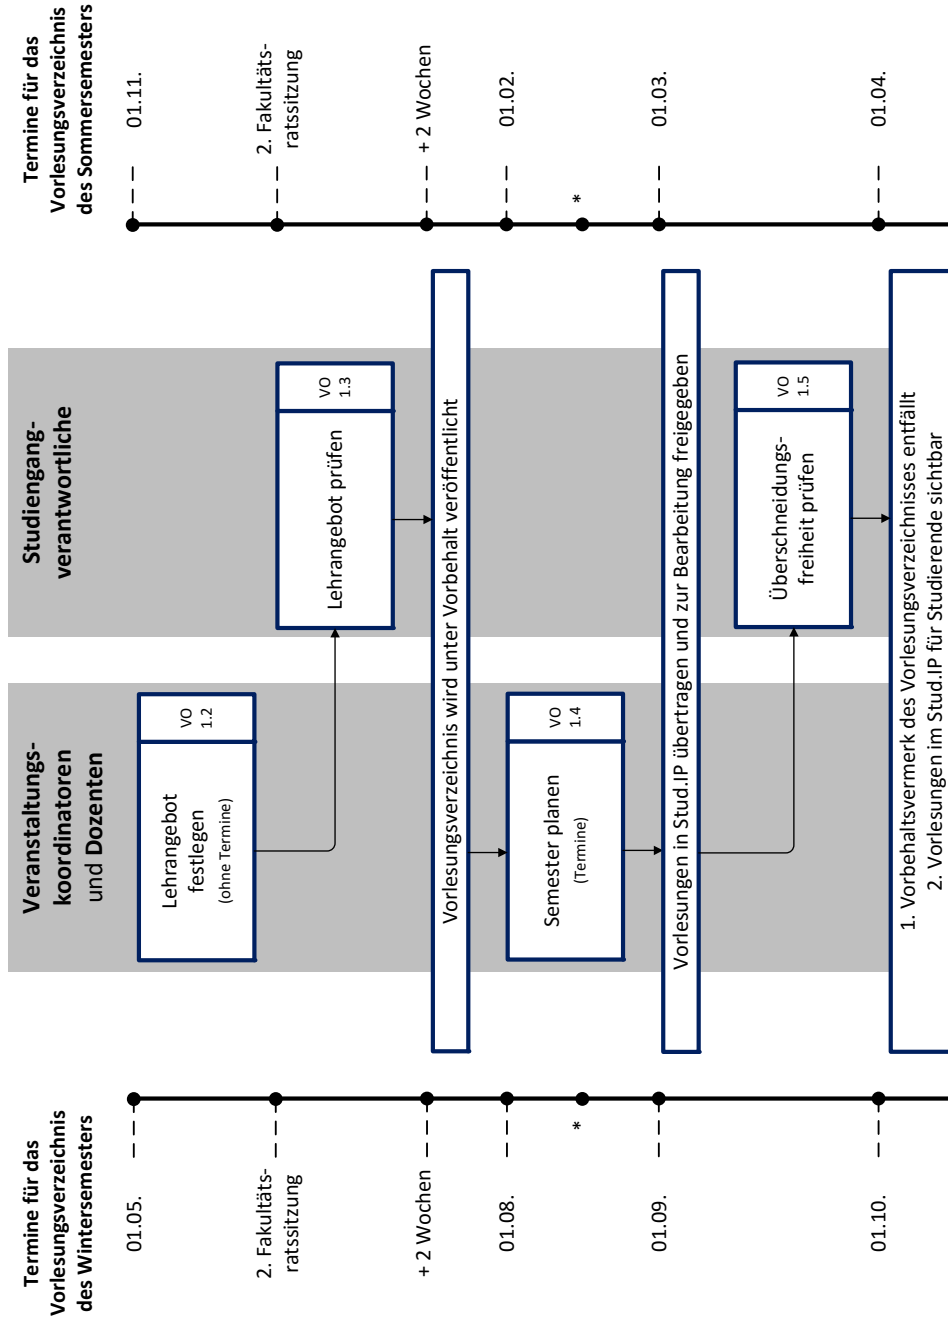 Termine für das
Vorlesungsverzeichnis
des Wintersemesters
01.05.
2. Fakultäts-
ratssitzung
+ 2 Wochen
01.08.
*
01.09.
01.10.
Veranstaltungs-
koordinatoren
und Dozenten
Studiengang-
verantwortliche
Lehrangebot
festlegen
(ohne Termine)
VO
1.2
Lehrangebot prüfen
VO
1.3
Vorlesungsverzeichnis wird unter Vorbehalt veröffentlicht
Semester planen
(Termine)
VO
1.4
Vorlesungen in Stud.IP übertragen und zur Bearbeitung freigegeben
Überschneidungs-
freiheit prüfen
VO
1.5
1. Vorbehaltsvermerk des Vorlesungsverzeichnisses entfällt
2. Vorlesungen im Stud.IP für Studierende sichtbar
Termine für das
Vorlesungsverzeichnis
des Sommersemesters
01.11.
2. Fakultäts-
ratssitzung
+ 2 Wochen
01.02.
*
01.03.
01.04.